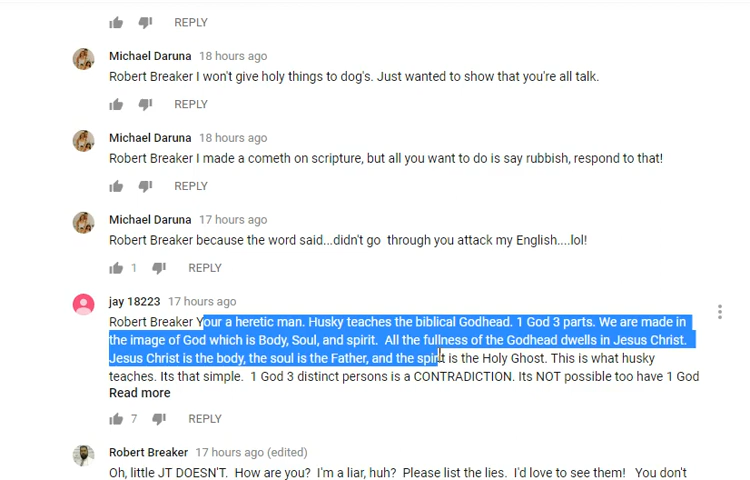 REPLY
Michael Daruna 18 hours ago
Robert Breaker I won't give holy things to dog's. Just wanted to show that you're all talk.
REPLY
Michael Daruna 18 hours ago
Robert Breaker I made a cometh on scripture, but all you want to do is say rubbish, respond to that!
REPLY
Michael Daruna 17 hours ago
Robert Breaker because the word said...didn't go through you attack my English....lol!
1 REPLY
jay 18223 17 hours ago
Robert Breaker Your a heretic man. Husky teaches the biblical Godhead. 1 God 3 parts. We are made in
the image of God which is Body, Soul, and spirit. All the fullness of the Godhead dwells in Jesus Christ.
Jesus Christ is the body, the soul is the Father, and the spirit is the Holy Ghost. This is what husky
teaches. Its that simple. 1 God 3 distinct persons is a CONTRADICTION. Its NOT possible too have 1 God
Read more
7 REPLY
Robert Breaker 17 hours ago (edited)
Oh, little JT DOESN'T. How are you? I'm a liar, huh? Please list the lies. I'd love to see them! You don't